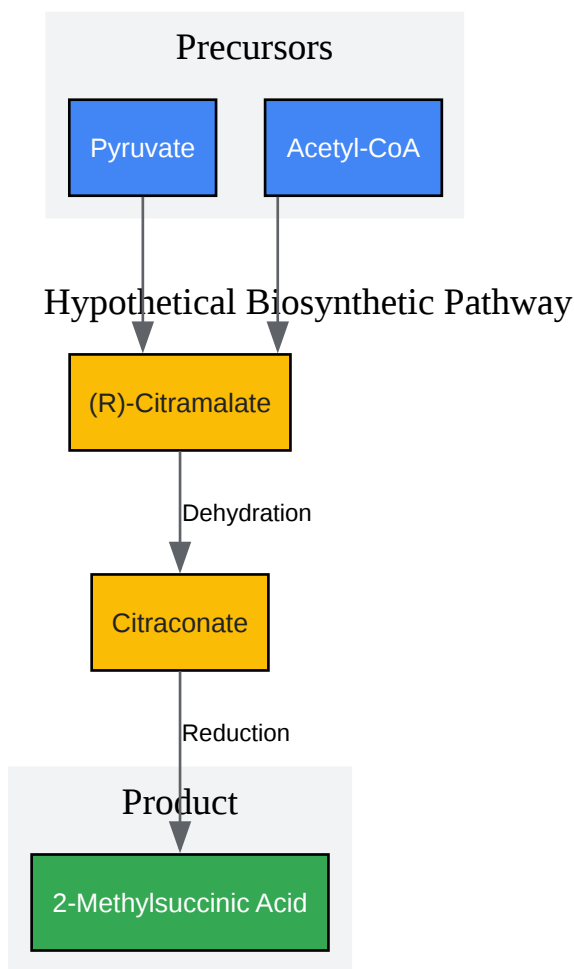 Precursors
Pyruvate
Acetyl-CoA
Hypothetical Biosynthetic Pathway
(R)-Citramalate
Dehydration
Citraconate
Reduction
Product
2-Methylsuccinic Acid